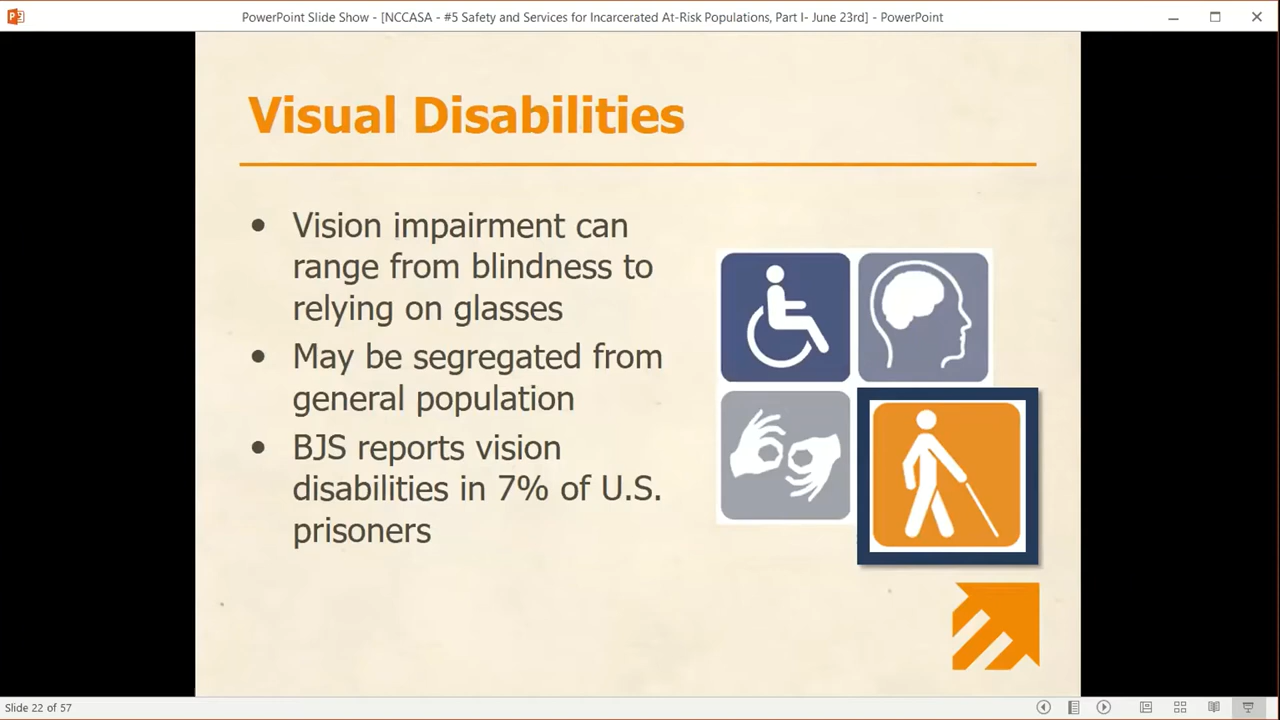 PowerPoint Slide Show - [NCCASA - #5 Safety and Services for Incarcerated At-Risk Populations, Part I- June 23rd] - PowerPoint
Visual Disabilities
• Vision impairment can
range from blindness to
relying on glasses
• May be segregated from
general population
• BJS reports vision
disabilities in 7% of U.S.
prisoners
Slide 22 of 57